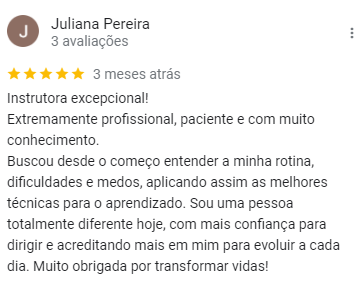 J
Juliana Pereira
3 avaliações
3 meses atrás
Instrutora excepcional!
Extremamente profissional, paciente e com muito
conhecimento.
Buscou desde o começo entender a minha rotina,
dificuldades e medos, aplicando assim as melhores
técnicas para o aprendizado. Sou uma pessoa
totalmente diferente hoje, com mais confiança para
dirigir e acreditando mais em mim para evoluir a cada
dia. Muito obrigada por transformar vidas!